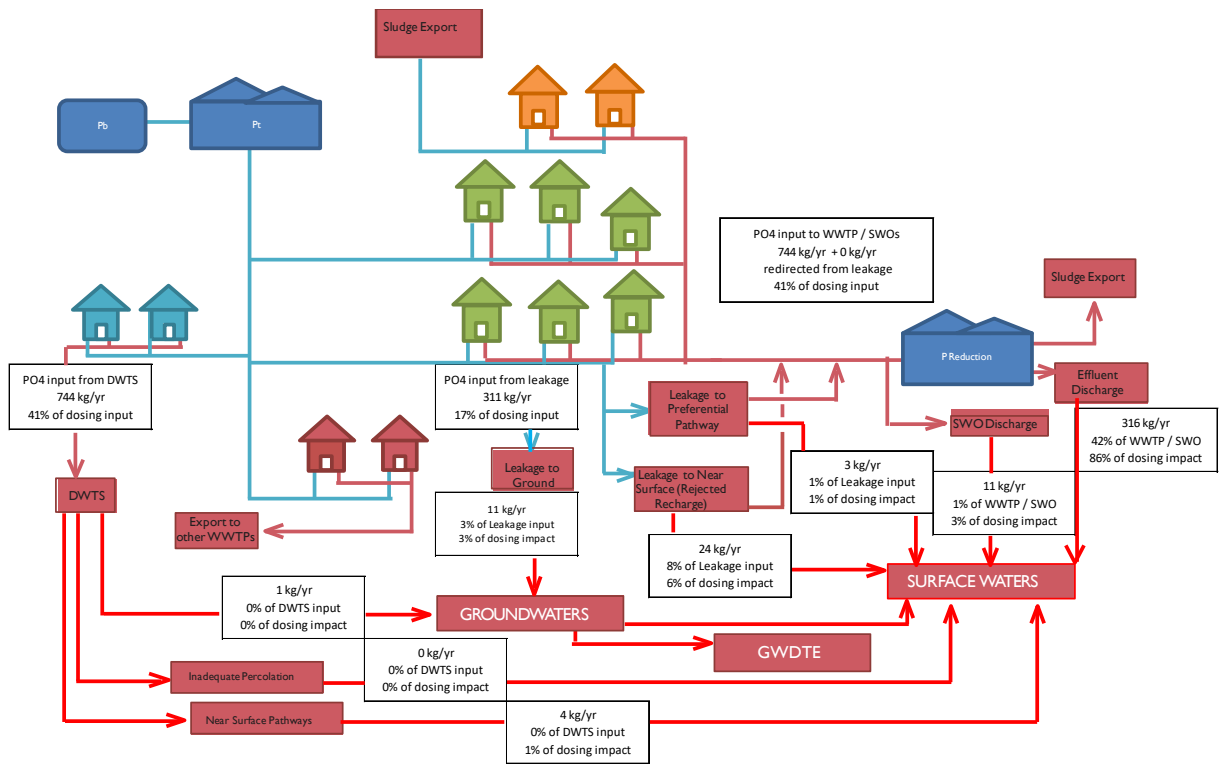 Sludge Export
Pb
Pt
PO4 input to WWTP / SWOs
744 kg/yr + 0 kg/yr
redirected from leakage
41% of dosing input
Sludge Export
P Reduction
Effluent
Discharge
PO4 input from DWTS
744 kg/yr
41% of dosing input
PO4 input from leakage
311 kg/yr
17% of dosing input
Leakage to
Preferential
Pathway
SWO Discharge
316 kg/yr
42% of WWTP / SWO
86% of dosing impact
Leakage to
Ground
Leakage to Near
Surface (Rejected
Recharge)
3 kg/yr
1% of Leakage input
1% of dosing impact
11 kg/yr
1% of WWTP / SWO
3% of dosing impact
DWTS
Export to
other WWTPs
11 kg/yr
3% of Leakage input
3% of dosing impact
24 kg/yr
8% of Leakage input
6% of dosing impact
SURFACE WATERS
1 kg/yr
0% of DWTS input
0% of dosing impact
GROUNDWATERS
GWDTE
0 kg/yr
0% of DWTS input
0% of dosing impact
Inadequate Percolation
Near Surface Pathways
4 kg/yr
0% of DWTS input
1% of dosing impact